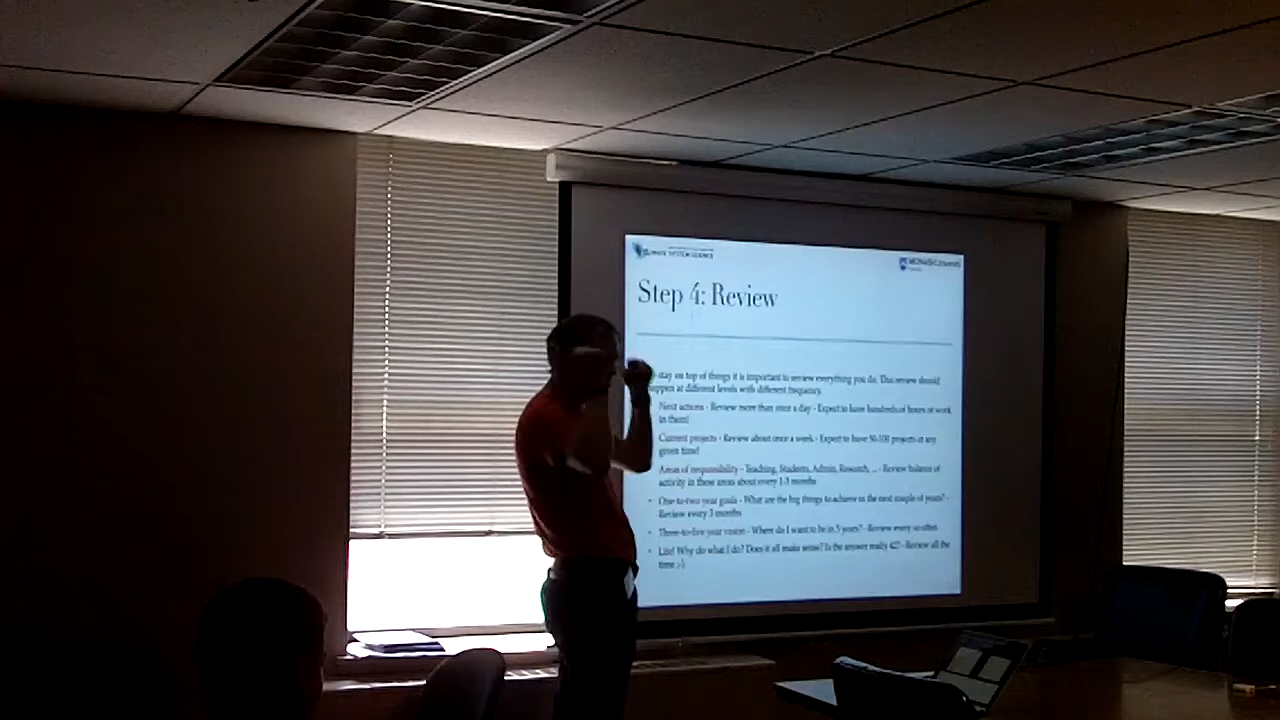 CLIMATE SYSTEM SCIENCE
MONASH University
Step 4: Review
stay on top of things it is important to review everything you do. This review should
happen at different levels with different frequency.
Next actions - Review more than once a day - Expect to have hundreds of hours of work
in them!
Current projects - Review about once a week - Expect to have 50-100 projects at any
given time!
Areas of responsibility - Teaching, Students, Admin, Research, ... - Review balance of
activity in these areas about every 1-3 months
• One-to-two year goals - What are the big things to achieve in the next couple of years? -
Review every 3 months
• Three-to-five year vision - Where do I want to be in 5 years? - Review every so often
• Life! Why do what I do? Does it all make sense? Is the answer really 42? - Review all the
time ;-)